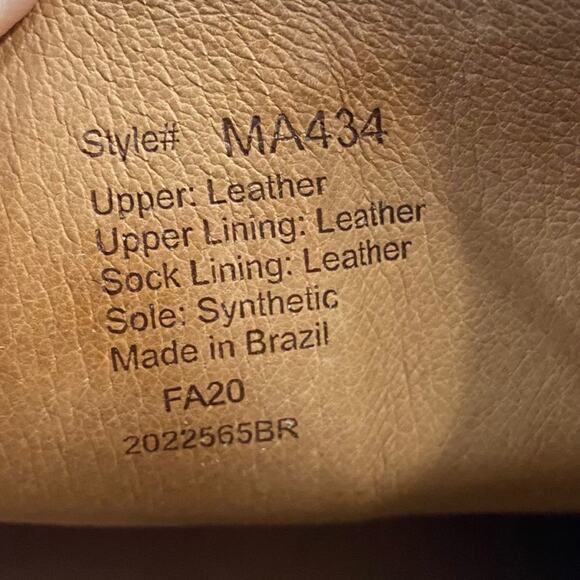 Style# MA434
Upper: Leather
Upper Lining: Leather
Sock Lining: Leather
Sole: Synthetic
Made in Brazil
FA20
2022565BR